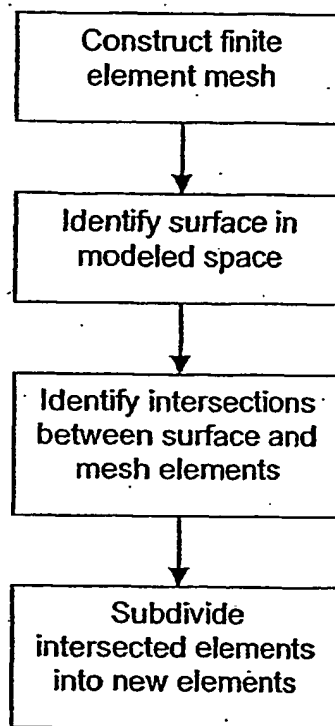 Construct finite
element mesh
Identify surface in
modeled space
Identify intersections
between surface and
mesh elements
Subdivide
intersected elements
into new elements